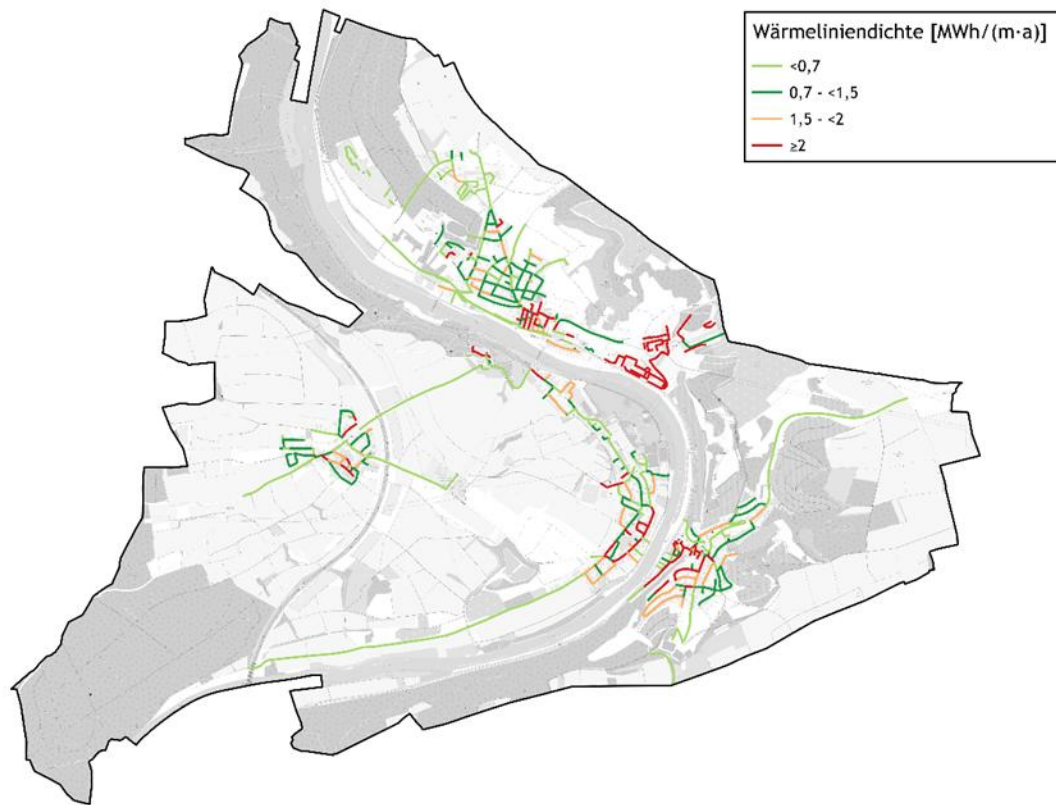 Wärmeliniendichte [MWh/(m·a)]
<0,7
0,7 - <1,5
1,5 - <2
≥2